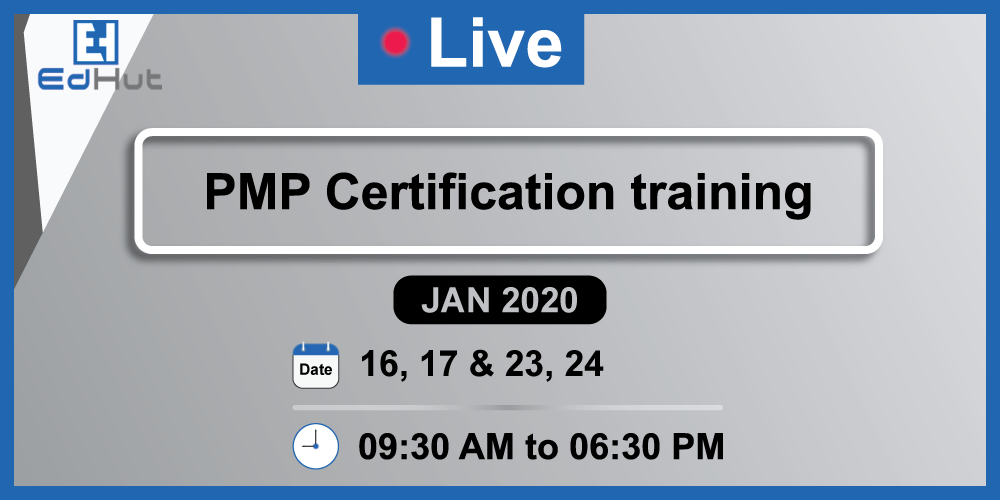 EdHut
Live
PMP Certification training
JAN 2020
Date
16, 17 & 23, 24
09:30 AM to 06:30 PM